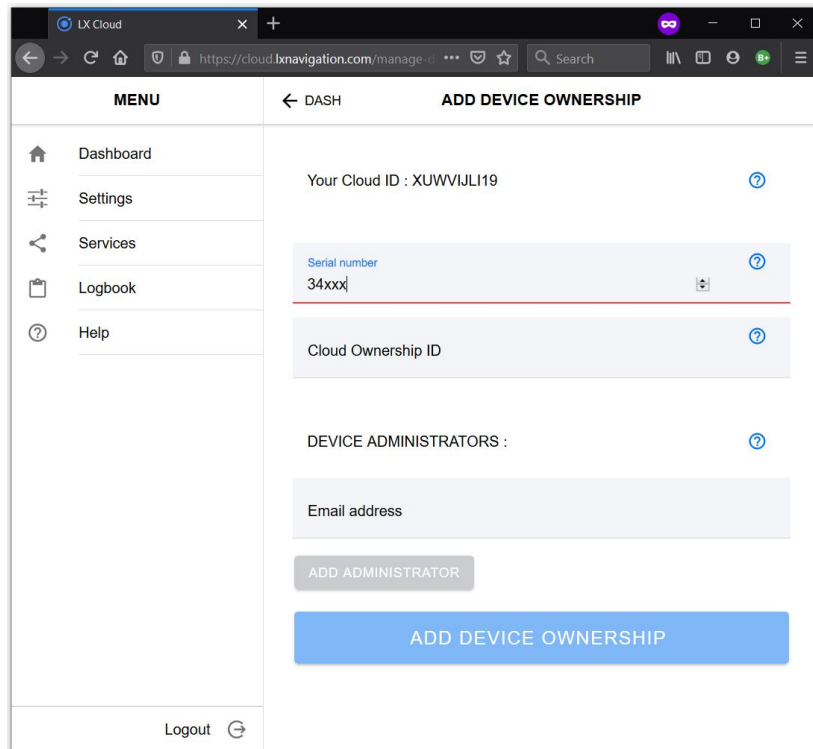 LX Cloud
https://cloud.lxnavigation.com/manage-d
Search
B+
MENU
DASH
ADD DEVICE OWNERSHIP
Dashboard
Settings
Services
Logbook
Help
Your Cloud ID : XUWVIJLI19
Serial number
34xxx
Cloud Ownership ID
DEVICE ADMINISTRATORS :
Email address
ADD ADMINISTRATOR
ADD DEVICE OWNERSHIP
Logout